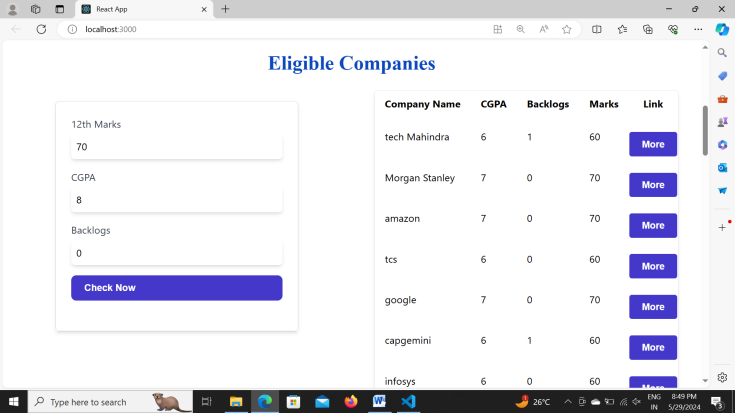 React App
localhost:3000
Eligible Companies
12th Marks
70
CGPA
8
Backlogs
0
Check Now
Company Name CGPA Backlogs Marks Link
tech Mahindra 6 1 60 More
Morgan Stanley 7 0 70 More
amazon 7 0 70 More
tcs 6 0 60 More
google 7 0 70 More
capgemini 6 1 60 More
infosys 6 0 60 More
Type here to search
26°C
ENG
IN
8:49 PM
5/29/2024
3